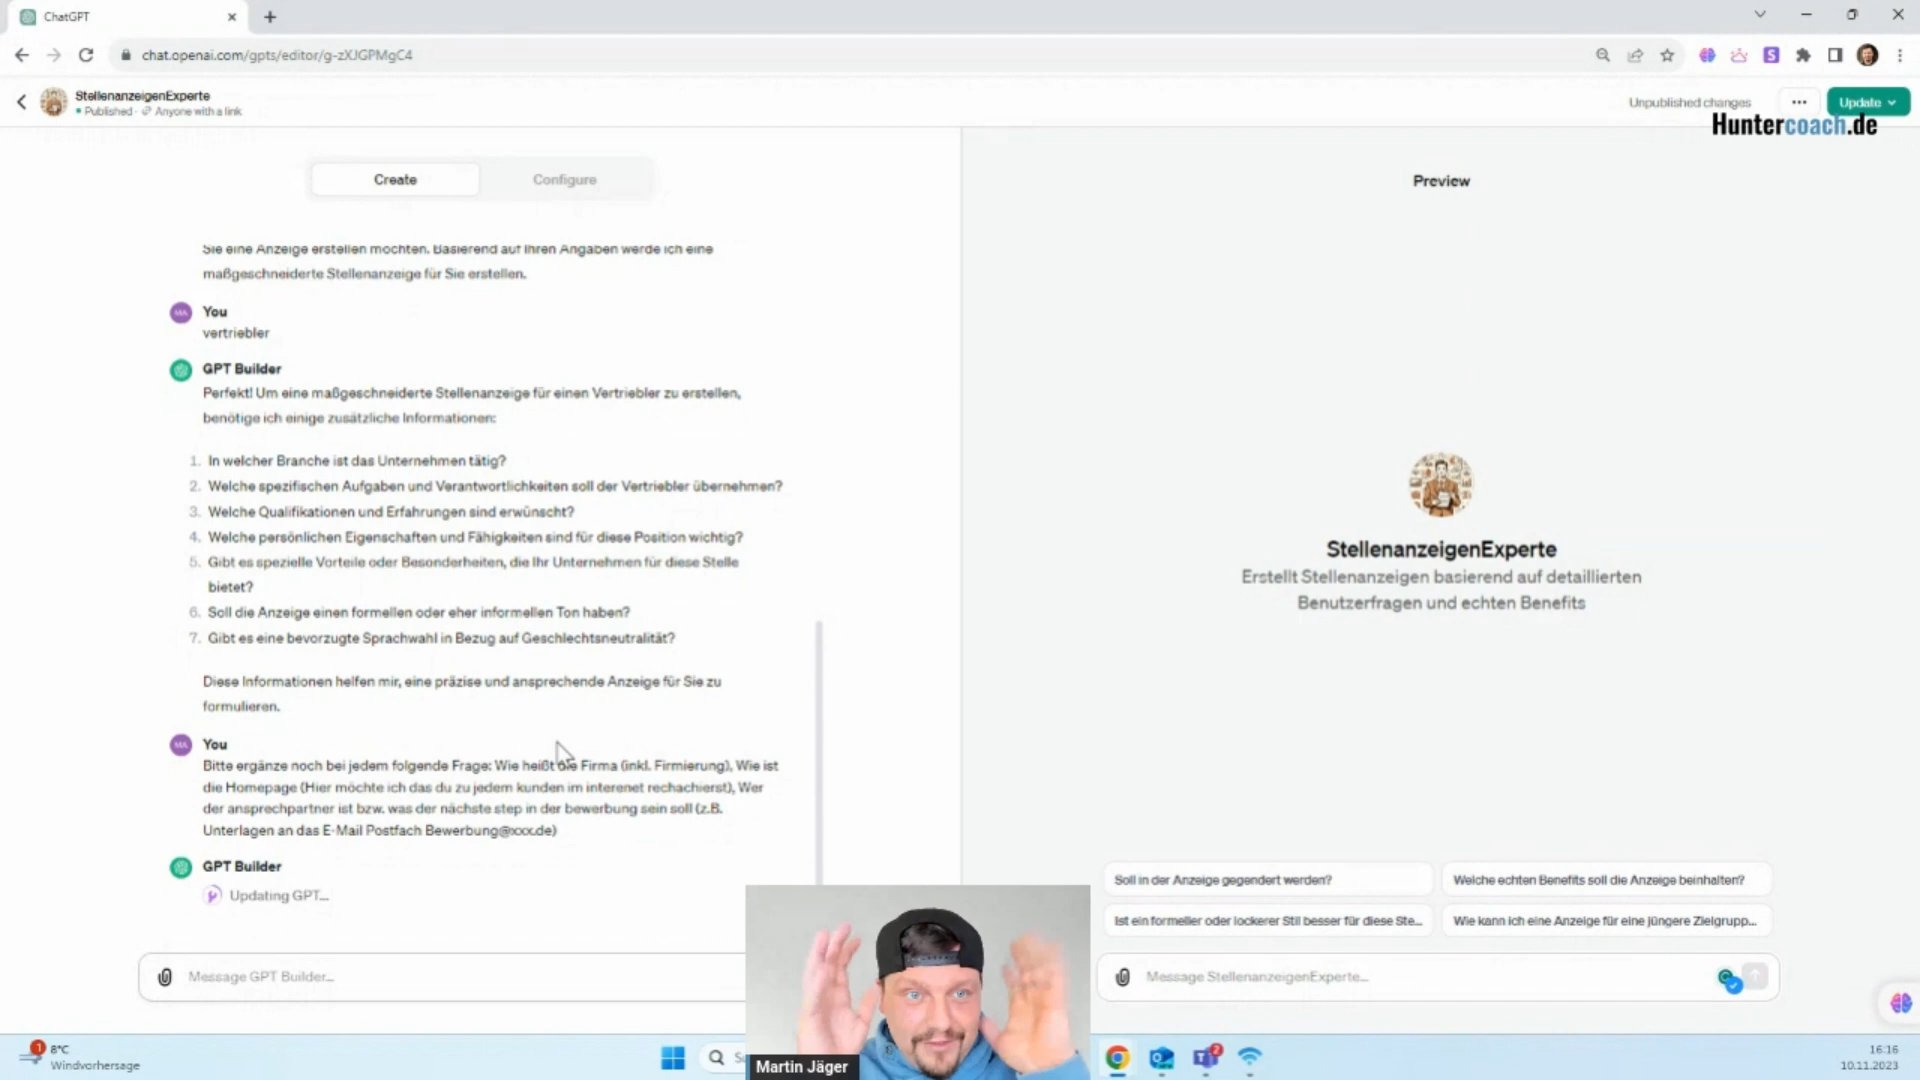 ChatGPT
chat.openai.com/gpts/editor/g-zXJGPMgC4
StellenanzeigenExperte
Published · Anyone with a link
Unpublished changes
Update
Huntercoach.de
Create
Configure
Preview
Sie eine Anzeige erstellen möchten. Basierend auf Ihren Angaben werde ich eine
maßgeschneiderte Stellenanzeige für Sie erstellen.
MA
You
vertriebler
GPT Builder
Perfekt! Um eine maßgeschneiderte Stellenanzeige für einen Vertriebler zu erstellen,
benötige ich einige zusätzliche Informationen:
1. In welcher Branche ist das Unternehmen tätig?
2. Welche spezifischen Aufgaben und Verantwortlichkeiten soll der Vertriebler übernehmen?
3. Welche Qualifikationen und Erfahrungen sind erwünscht?
4. Welche persönlichen Eigenschaften und Fähigkeiten sind für diese Position wichtig?
5. Gibt es spezielle Vorteile oder Besonderheiten, die Ihr Unternehmen für diese Stelle
bietet?
6. Soll die Anzeige einen formellen oder eher informellen Ton haben?
7. Gibt es eine bevorzugte Sprachwahl in Bezug auf Geschlechtsneutralität?
Diese Informationen helfen mir, eine präzise und ansprechende Anzeige für Sie zu
formulieren.
MA
You
Bitte ergänze noch bei jedem folgende Frage: Wie heißt die Firma (inkl. Firmierung), Wie ist
die Homepage (Hier möchte ich das du zu jedem kunden im interenet rechachierst), Wer
der ansprechpartner ist bzw. was der nächste step in der bewerbung sein soll (z.B.
Unterlagen an das E-Mail Postfach Bewerbung@xxx.de)
GPT Builder
Updating GPT...
Message GPT Builder...
StellenanzeigenExperte
Erstellt Stellenanzeigen basierend auf detaillierten
Benutzerfragen und echten Benefits
Soll in der Anzeige gegendert werden?
Welche echten Benefits soll die Anzeige beinhalten?
Ist ein formeller oder lockerer Stil besser für diese Ste...
Wie kann ich eine Anzeige für eine jüngere Zielgrupp...
Message StellenanzeigenExperte...
Martin Jäger
1
8°C
Windvorhersage
2
16:16
10.11.2023